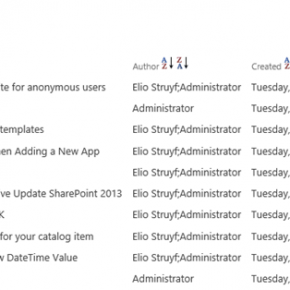 Author A Z Z A Created A Z
te for anonymous users Elio Struyf;Administrator Tuesday,
Administrator Tuesday,
templates Elio Struyf;Administrator Tuesday,
en Adding a New App Elio Struyf;Administrator Tuesday,
Elio Struyf;Administrator Tuesday,
ve Update SharePoint 2013 Elio Struyf;Administrator Tuesday,
K Elio Struyf;Administrator Tuesday,
for your catalog item Elio Struyf;Administrator Tuesday,
w DateTime Value Elio Struyf;Administrator Tuesday,
Administrator Tuesday,